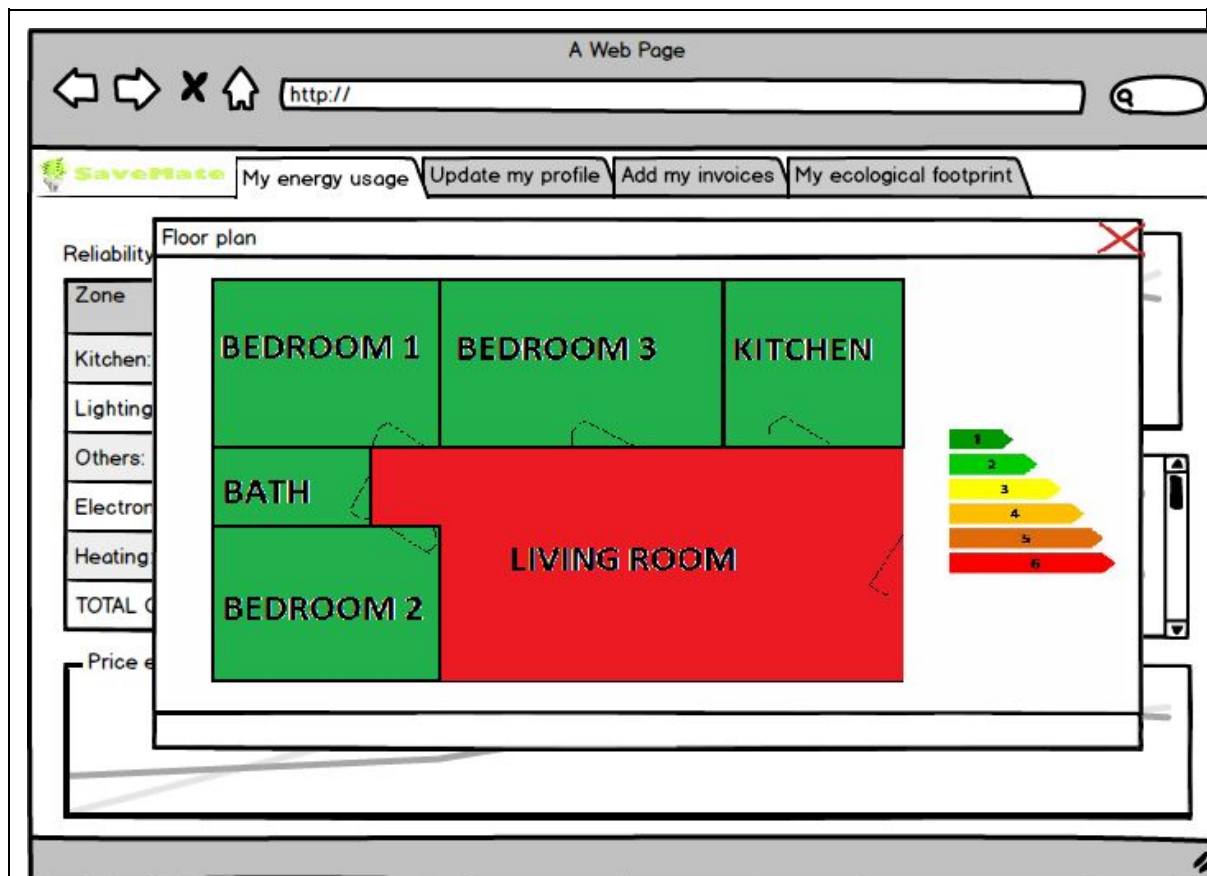 A Web Page
http://
SaveMate
My energy usage
Update my profile
Add my invoices
My ecological footprint
Floor plan
Reliability
Zone
Kitchen:
Lighting
Others:
Electron
Heating:
TOTAL
Price e
BEDROOM 1
BEDROOM 3
KITCHEN
BATH
LIVING ROOM
BEDROOM 2
1
2
3
4
5
6